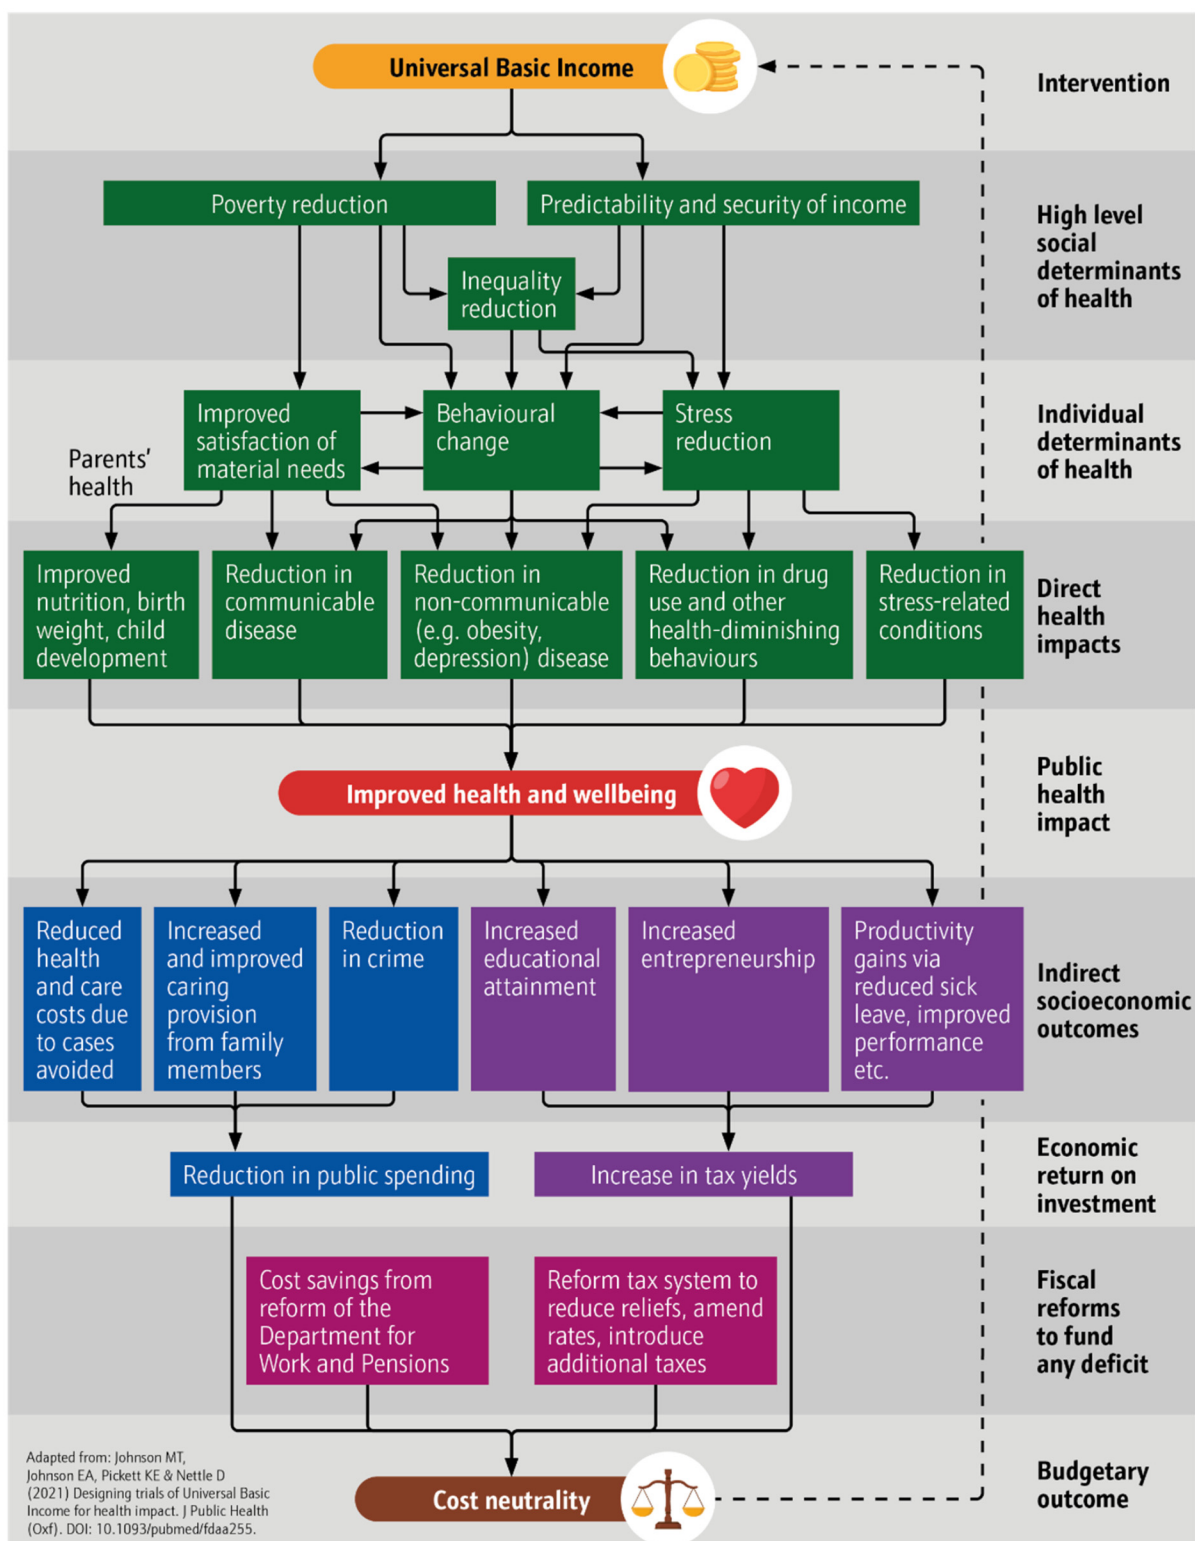 Universal Basic Income
Intervention
Poverty reduction
Predictability and security of income
Inequality
reduction
High level
social
determinants
of health
Improved
satisfaction of
material needs
Behavioural
change
Stress
reduction
Individual
determinants
of health
Parents’
health
Improved
nutrition, birth
weight, child
development
Reduction in
communicable
disease
Reduction in
non-communicable
(e.g. obesity,
depression) disease
Reduction in drug
use and other
health-diminishing
behaviours
Reduction in
stress-related
conditions
Direct
health
impacts
Improved health and wellbeing
Public
health
impact
Reduced
health
and care
costs due
to cases
avoided
Increased
and improved
caring
provision
from family
members
Reduction
in crime
Increased
educational
attainment
Increased
entrepreneurship
Productivity
gains via
reduced sick
leave, improved
performance
etc.
Indirect
socioeconomic
outcomes
Reduction in public spending
Increase in tax yields
Economic
return on
investment
Cost savings from
reform of the
Department for
Work and Pensions
Reform tax system to
reduce reliefs, amend
rates, introduce
additional taxes
Fiscal
reforms
to fund
any deficit
Adapted from: Johnson MT,
Johnson EA, Pickett KE & Nettle D
(2021) Designing trials of Universal Basic
Income for health impact. J Public Health
(Oxf). DOI: 10.1093/pubmed/fdaa255.
Cost neutrality
Budgetary
outcome